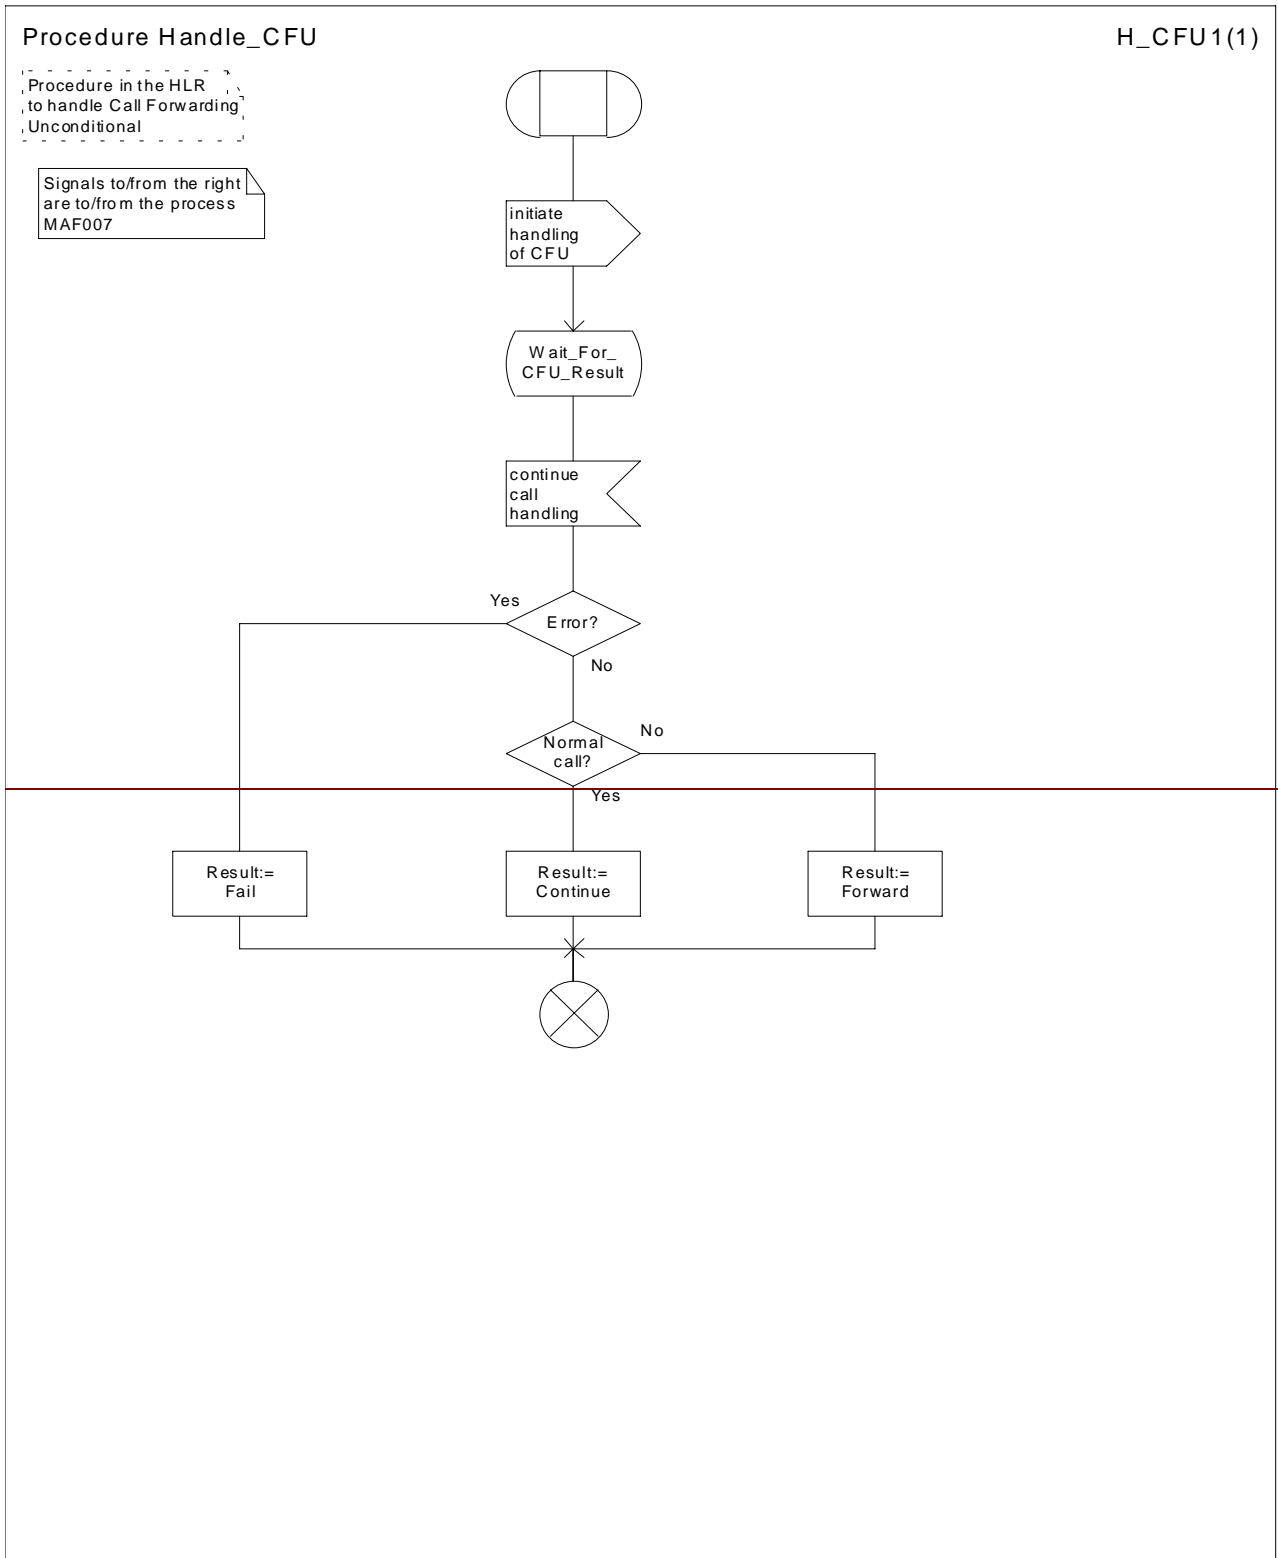 Procedure Handle_CFU
H_CFU1(1)
Procedure in the HLR
to handle Call Forwarding
Unconditional
Signals to/from the right
are to/from the process
MAF007
initiate
handling
of CFU
Wait_For_
CFU_Result
continue
call
handling
Yes
Error?
No
Normal
call?
No
Yes
Result:=
Fail
Result:=
Continue
Result:=
Forward